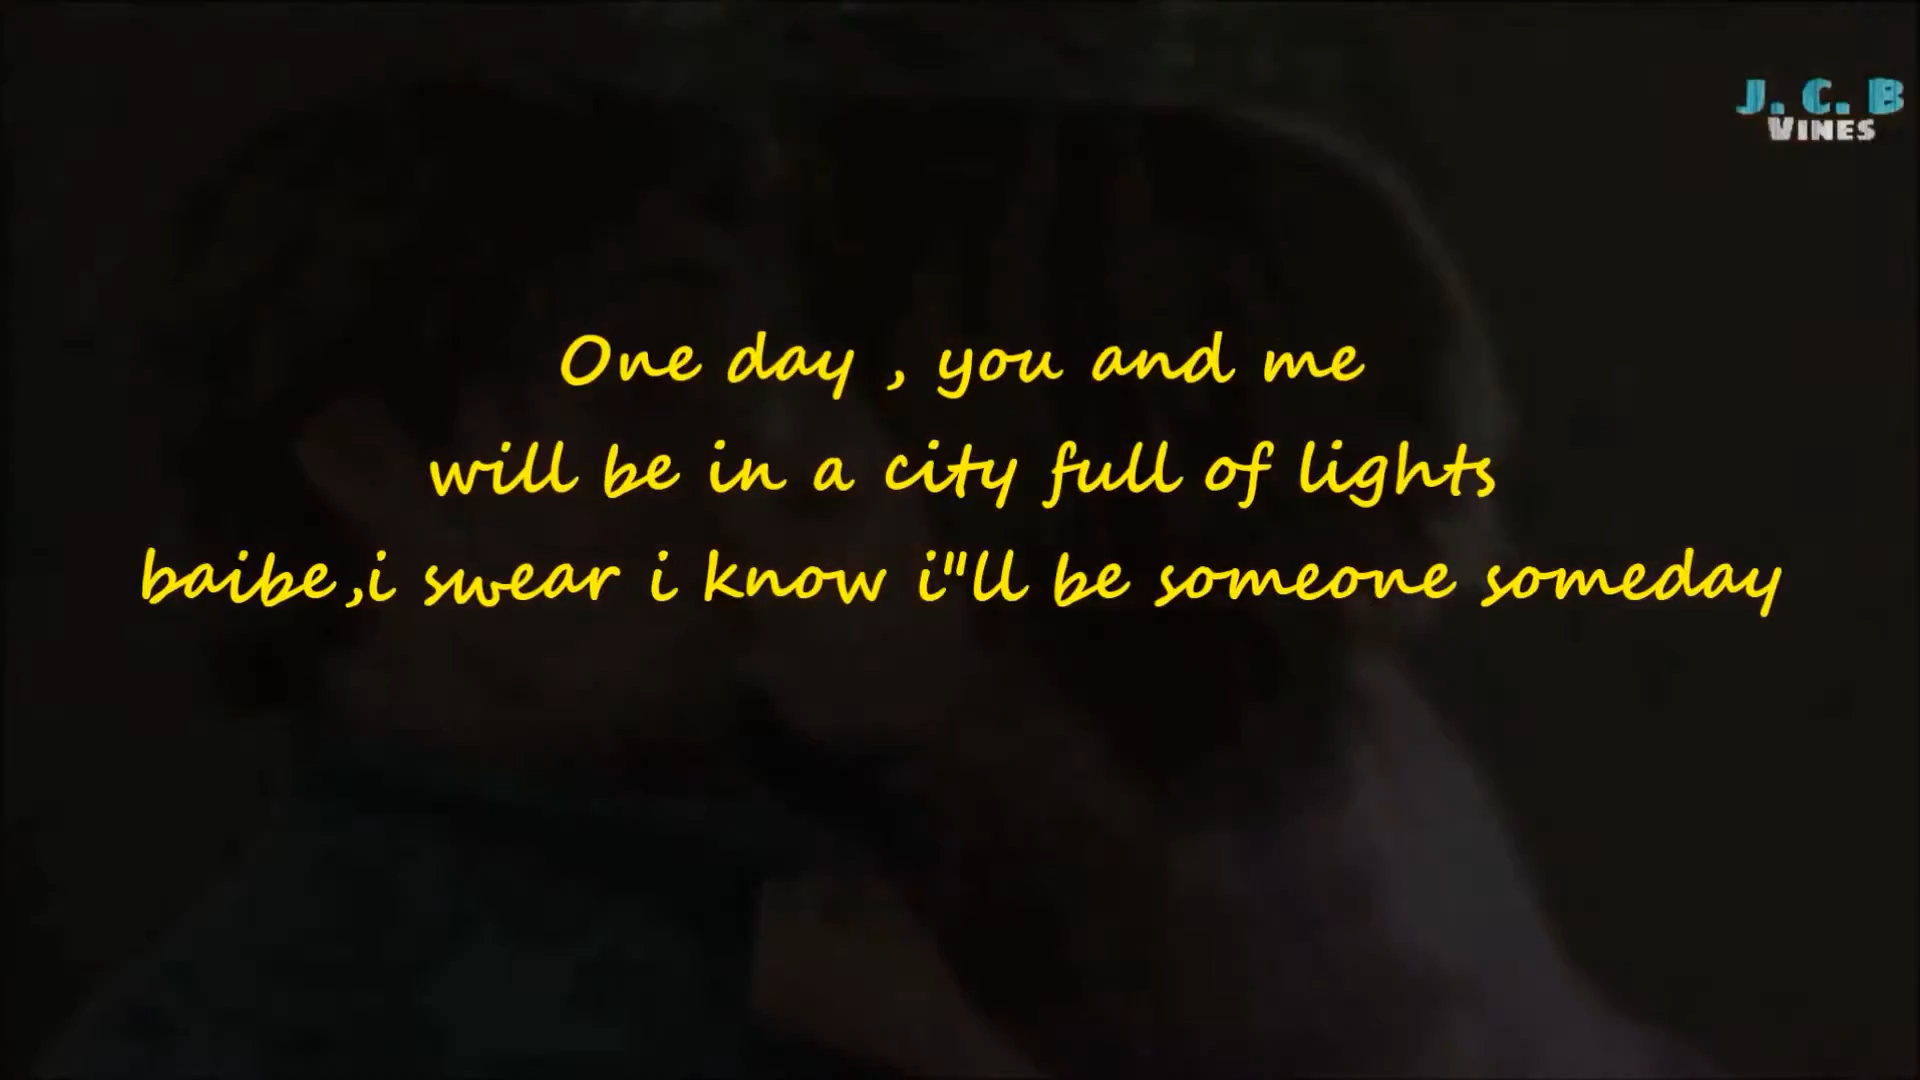 J. C. B
VINES
One day , you and me
will be in a city full of lights
baibe,i swear i know i"ll be someone someday